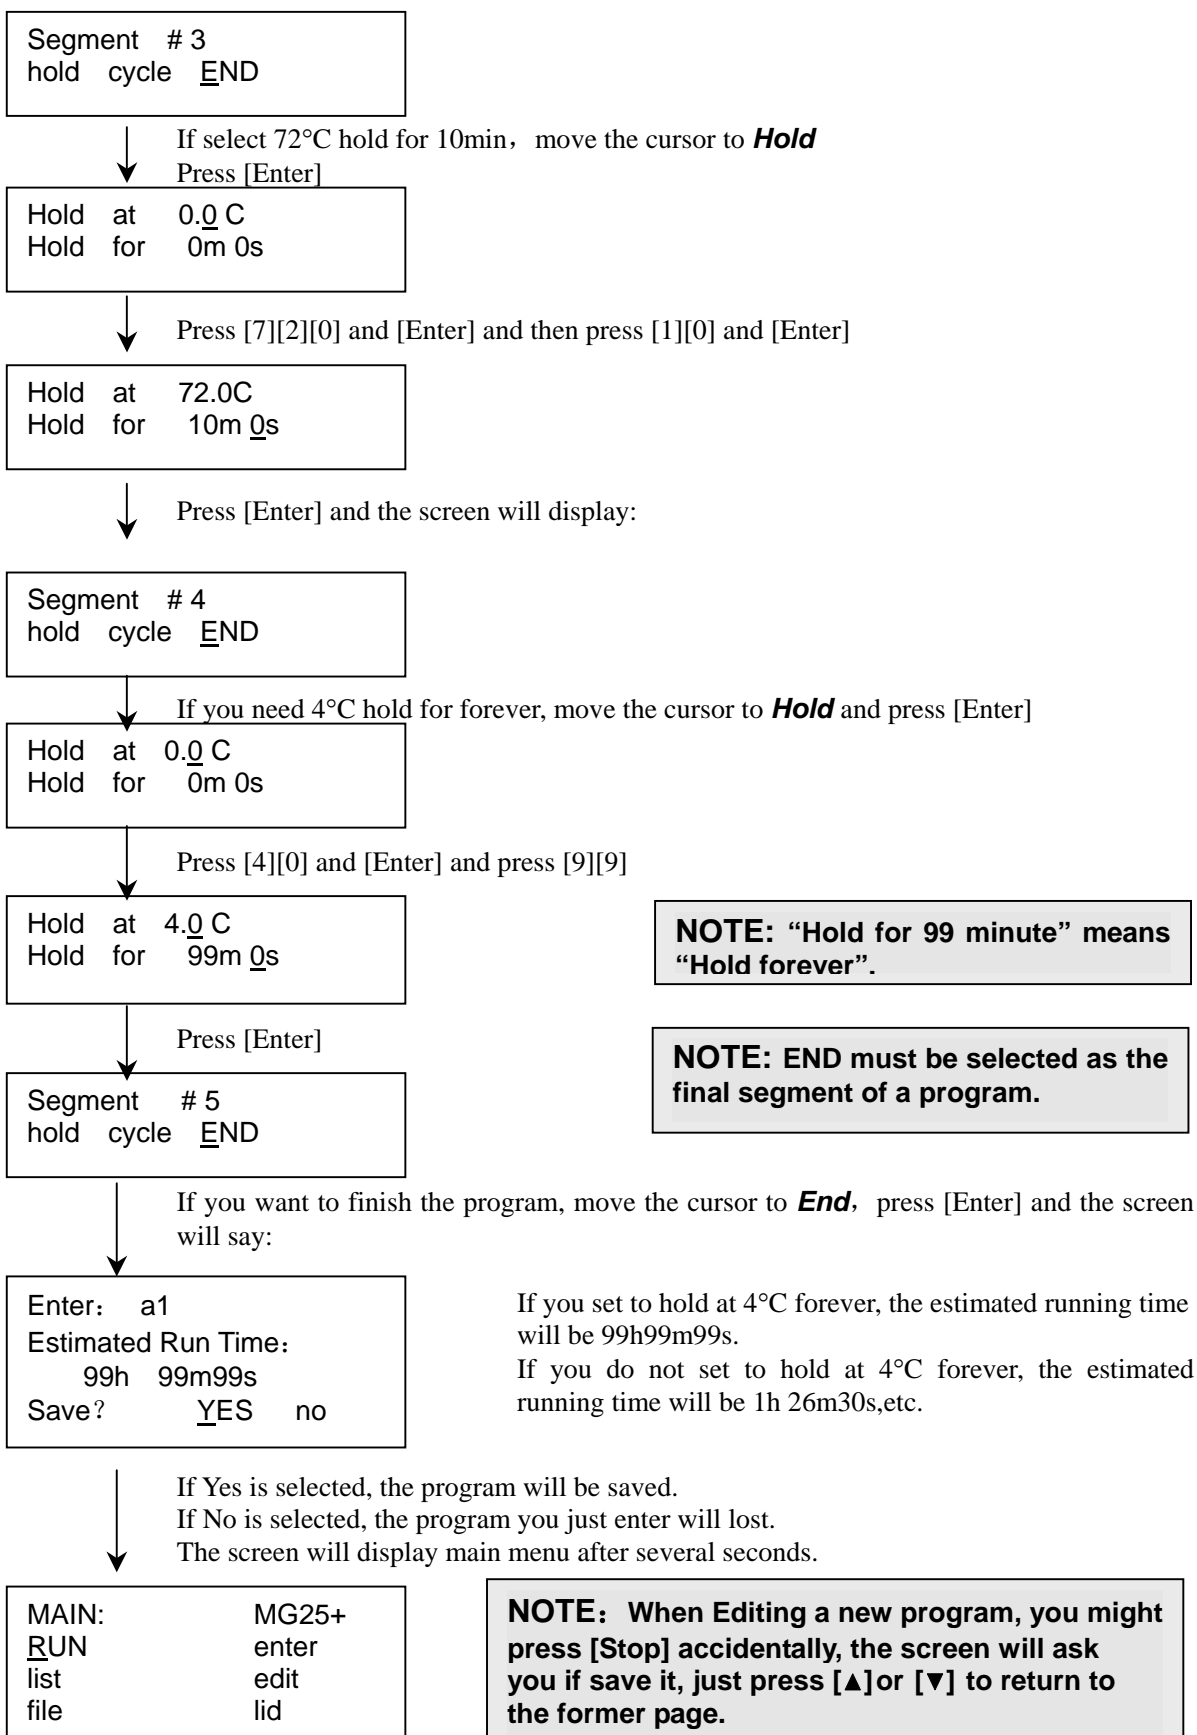 Segment # 3
hold cycle END
If select 72°C hold for 10min，move the cursor to Hold
Press [Enter]
Hold at 0.0 C
Hold for 0m 0s
Press [7][2][0] and [Enter] and then press [1][0] and [Enter]
Hold at 72.0C
Hold for 10m 0s
Press [Enter] and the screen will display:
Segment # 4
hold cycle END
If you need 4°C hold for forever, move the cursor to Hold and press [Enter]
Hold at 0.0 C
Hold for 0m 0s
Press [4][0] and [Enter] and press [9][9]
Hold at 4.0 C
Hold for 99m 0s
NOTE: “Hold for 99 minute” means
“Hold forever”.
Press [Enter]
NOTE: END must be selected as the
final segment of a program.
Segment # 5
hold cycle END
If you want to finish the program, move the cursor to End，press [Enter] and the screen
will say:
Enter： a1
Estimated Run Time：
99h 99m99s
Save？ YES no
If you set to hold at 4°C forever, the estimated running time
will be 99h99m99s.
If you do not set to hold at 4°C forever, the estimated
running time will be 1h 26m30s,etc.
If Yes is selected, the program will be saved.
If No is selected, the program you just enter will lost.
The screen will display main menu after several seconds.
MAIN: MG25+
RUN enter
list edit
file lid
NOTE：When Editing a new program, you might
press [Stop] accidentally, the screen will ask
you if save it, just press [▲]or [▼] to return to
the former page.